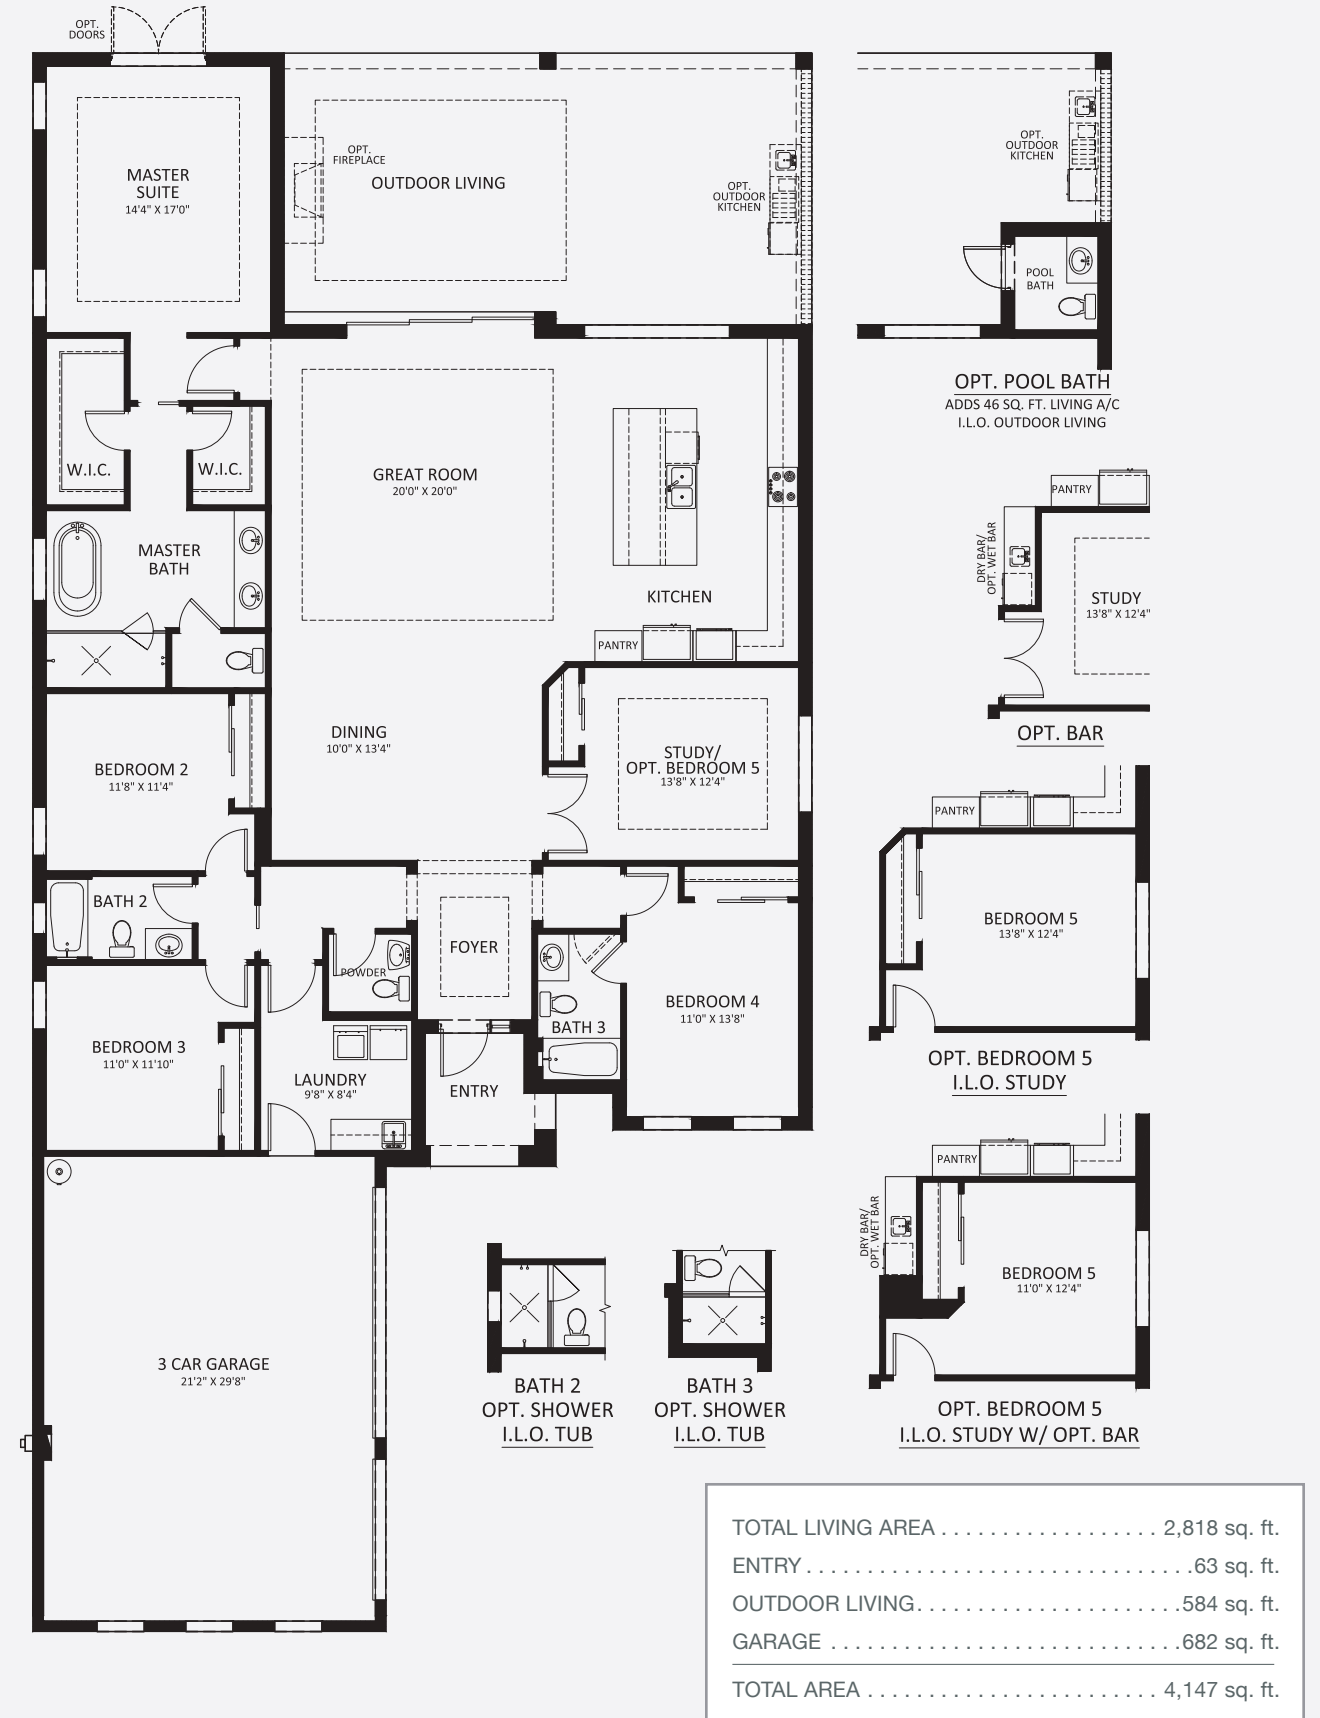 OPT.
DOORS
MASTER
SUITE
14'4" X 17'0"
OPT.
FIREPLACE
OUTDOOR LIVING
OPT.
OUTDOOR
KITCHEN
W.I.C.
W.I.C.
GREAT ROOM
20'0" X 20'0"
MASTER
BATH
KITCHEN
PANTRY
DINING
10'0" X 13'4"
STUDY/
OPT. BEDROOM 5
13'8" X 12'4"
BEDROOM 2
11'8" X 11'4"
BATH 2
POWDER
FOYER
BEDROOM 4
11'0" X 13'8"
BATH 3
BEDROOM 3
11'0" X 11'10"
LAUNDRY
9'8" X 8'4"
ENTRY
3 CAR GARAGE
21'2" X 29'8"
OPT.
OUTDOOR
KITCHEN
POOL
BATH
OPT. POOL BATH
ADDS 46 SQ. FT. LIVING A/C
I.L.O. OUTDOOR LIVING
PANTRY
DRY BAR/
OPT. WET BAR
STUDY
13'8" X 12'4"
OPT. BAR
PANTRY
BEDROOM 5
13'8" X 12'4"
OPT. BEDROOM 5
I.L.O. STUDY
PANTRY
DRY BAR/
OPT. WET BAR
BEDROOM 5
11'0" X 12'4"
OPT. BEDROOM 5
I.L.O. STUDY W/ OPT. BAR
BATH 2
OPT. SHOWER
I.L.O. TUB
BATH 3
OPT. SHOWER
I.L.O. TUB
TOTAL LIVING AREA . . . . . . . . . . . . . . . . . . 2,818 sq. ft.
ENTRY . . . . . . . . . . . . . . . . . . . . . . . . . . . . . . . .63 sq. ft.
OUTDOOR LIVING. . . . . . . . . . . . . . . . . . . . . .584 sq. ft.
GARAGE . . . . . . . . . . . . . . . . . . . . . . . . . . . . .682 sq. ft.
TOTAL AREA . . . . . . . . . . . . . . . . . . . . . . . . 4,147 sq. ft.